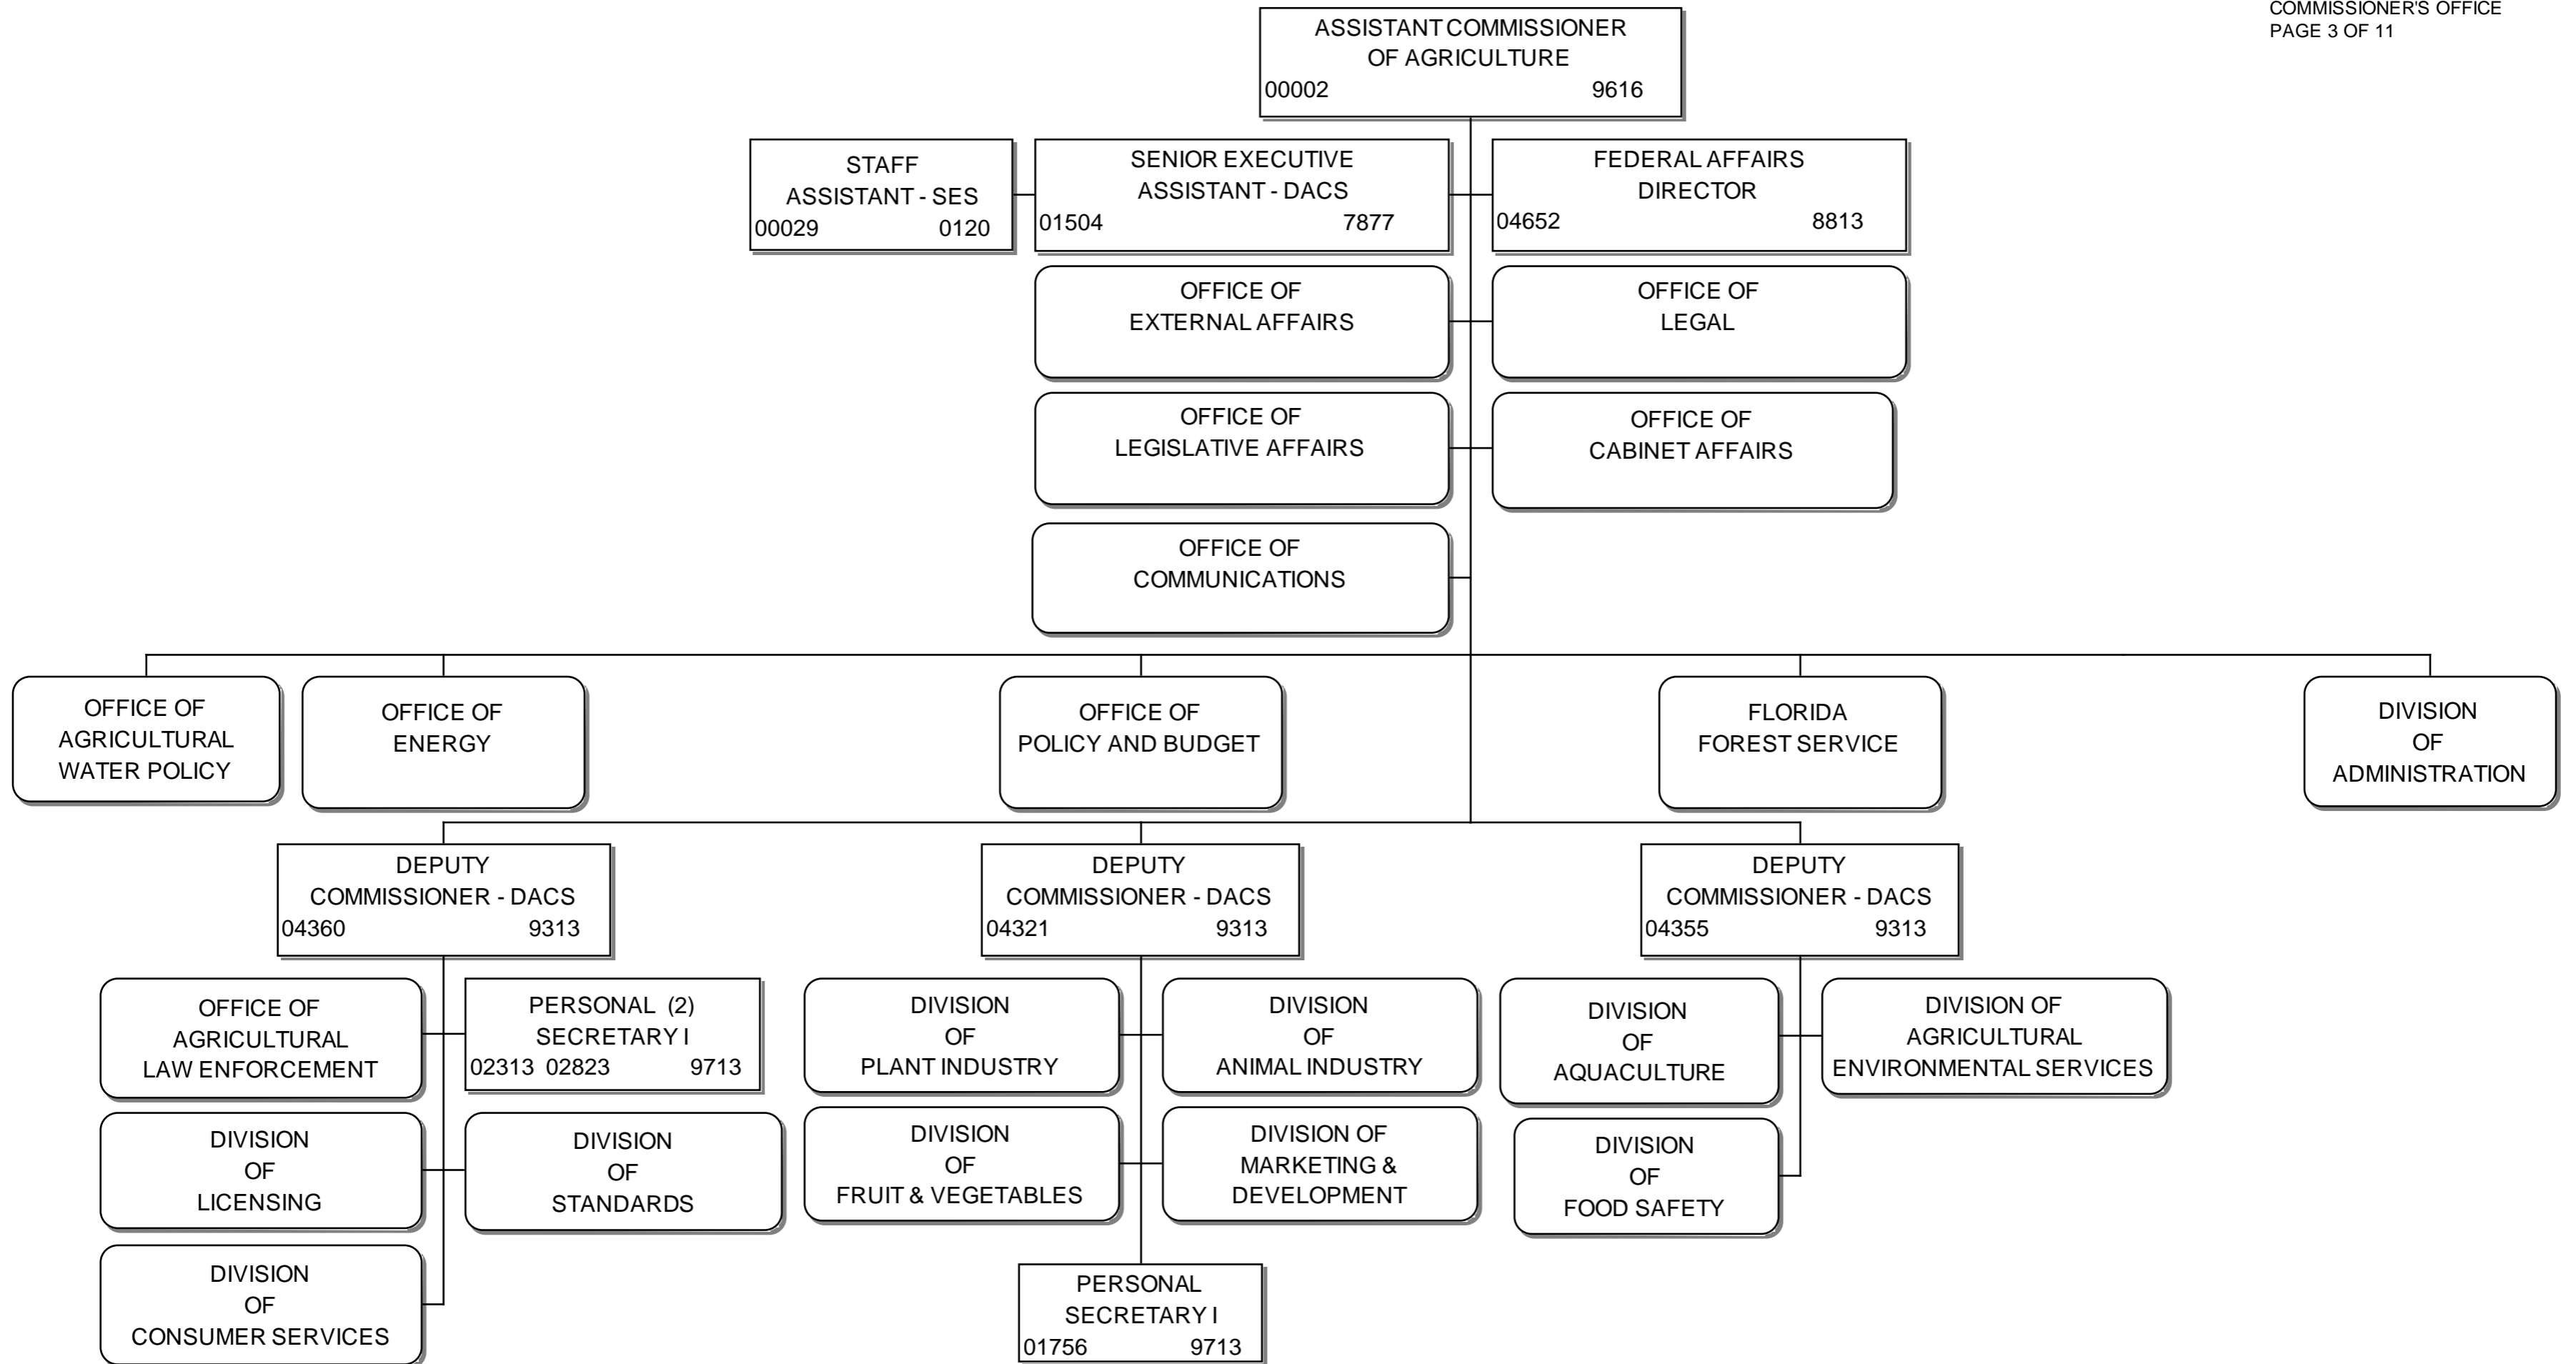 COMMISSIONER'S OFFICE
PAGE 3 OF 11
ASSISTANT COMMISSIONER
OF AGRICULTURE
00002 9616
STAFF
ASSISTANT - SES
00029 0120
SENIOR EXECUTIVE
ASSISTANT - DACS
01504 7877
FEDERAL AFFAIRS
DIRECTOR
04652 8813
OFFICE OF
EXTERNAL AFFAIRS
OFFICE OF
LEGAL
OFFICE OF
LEGISLATIVE AFFAIRS
OFFICE OF
CABINET AFFAIRS
OFFICE OF
COMMUNICATIONS
OFFICE OF
AGRICULTURAL
WATER POLICY
OFFICE OF
ENERGY
OFFICE OF
POLICY AND BUDGET
FLORIDA
FOREST SERVICE
DIVISION
OF
ADMINISTRATION
DEPUTY
COMMISSIONER - DACS
04360 9313
DEPUTY
COMMISSIONER - DACS
04321 9313
DEPUTY
COMMISSIONER - DACS
04355 9313
OFFICE OF
AGRICULTURAL
LAW ENFORCEMENT
PERSONAL (2)
SECRETARY I
02313 02823 9713
DIVISION
OF
PLANT INDUSTRY
DIVISION
OF
ANIMAL INDUSTRY
DIVISION
OF
AQUACULTURE
DIVISION OF
AGRICULTURAL
ENVIRONMENTAL SERVICES
DIVISION
OF
LICENSING
DIVISION
OF
STANDARDS
DIVISION
OF
FRUIT & VEGETABLES
DIVISION OF
MARKETING &
DEVELOPMENT
DIVISION
OF
FOOD SAFETY
DIVISION
OF
CONSUMER SERVICES
PERSONAL
SECRETARY I
01756 9713